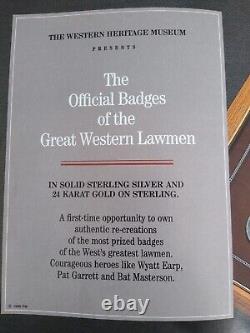 THE WESTERN HERITAGE MUSEUM
PRESENTS
The
Official Badges
of the
Great Western Lawmen
IN SOLID STERLING SILVER AND
24 KARAT GOLD ON STERLING.
A first-time opportunity to own
authentic re-creations
of the most prized badges
of the West's greatest lawmen.
Courageous heroes like Wyatt Earp,
Pat Garrett and Bat Masterson.
ebay